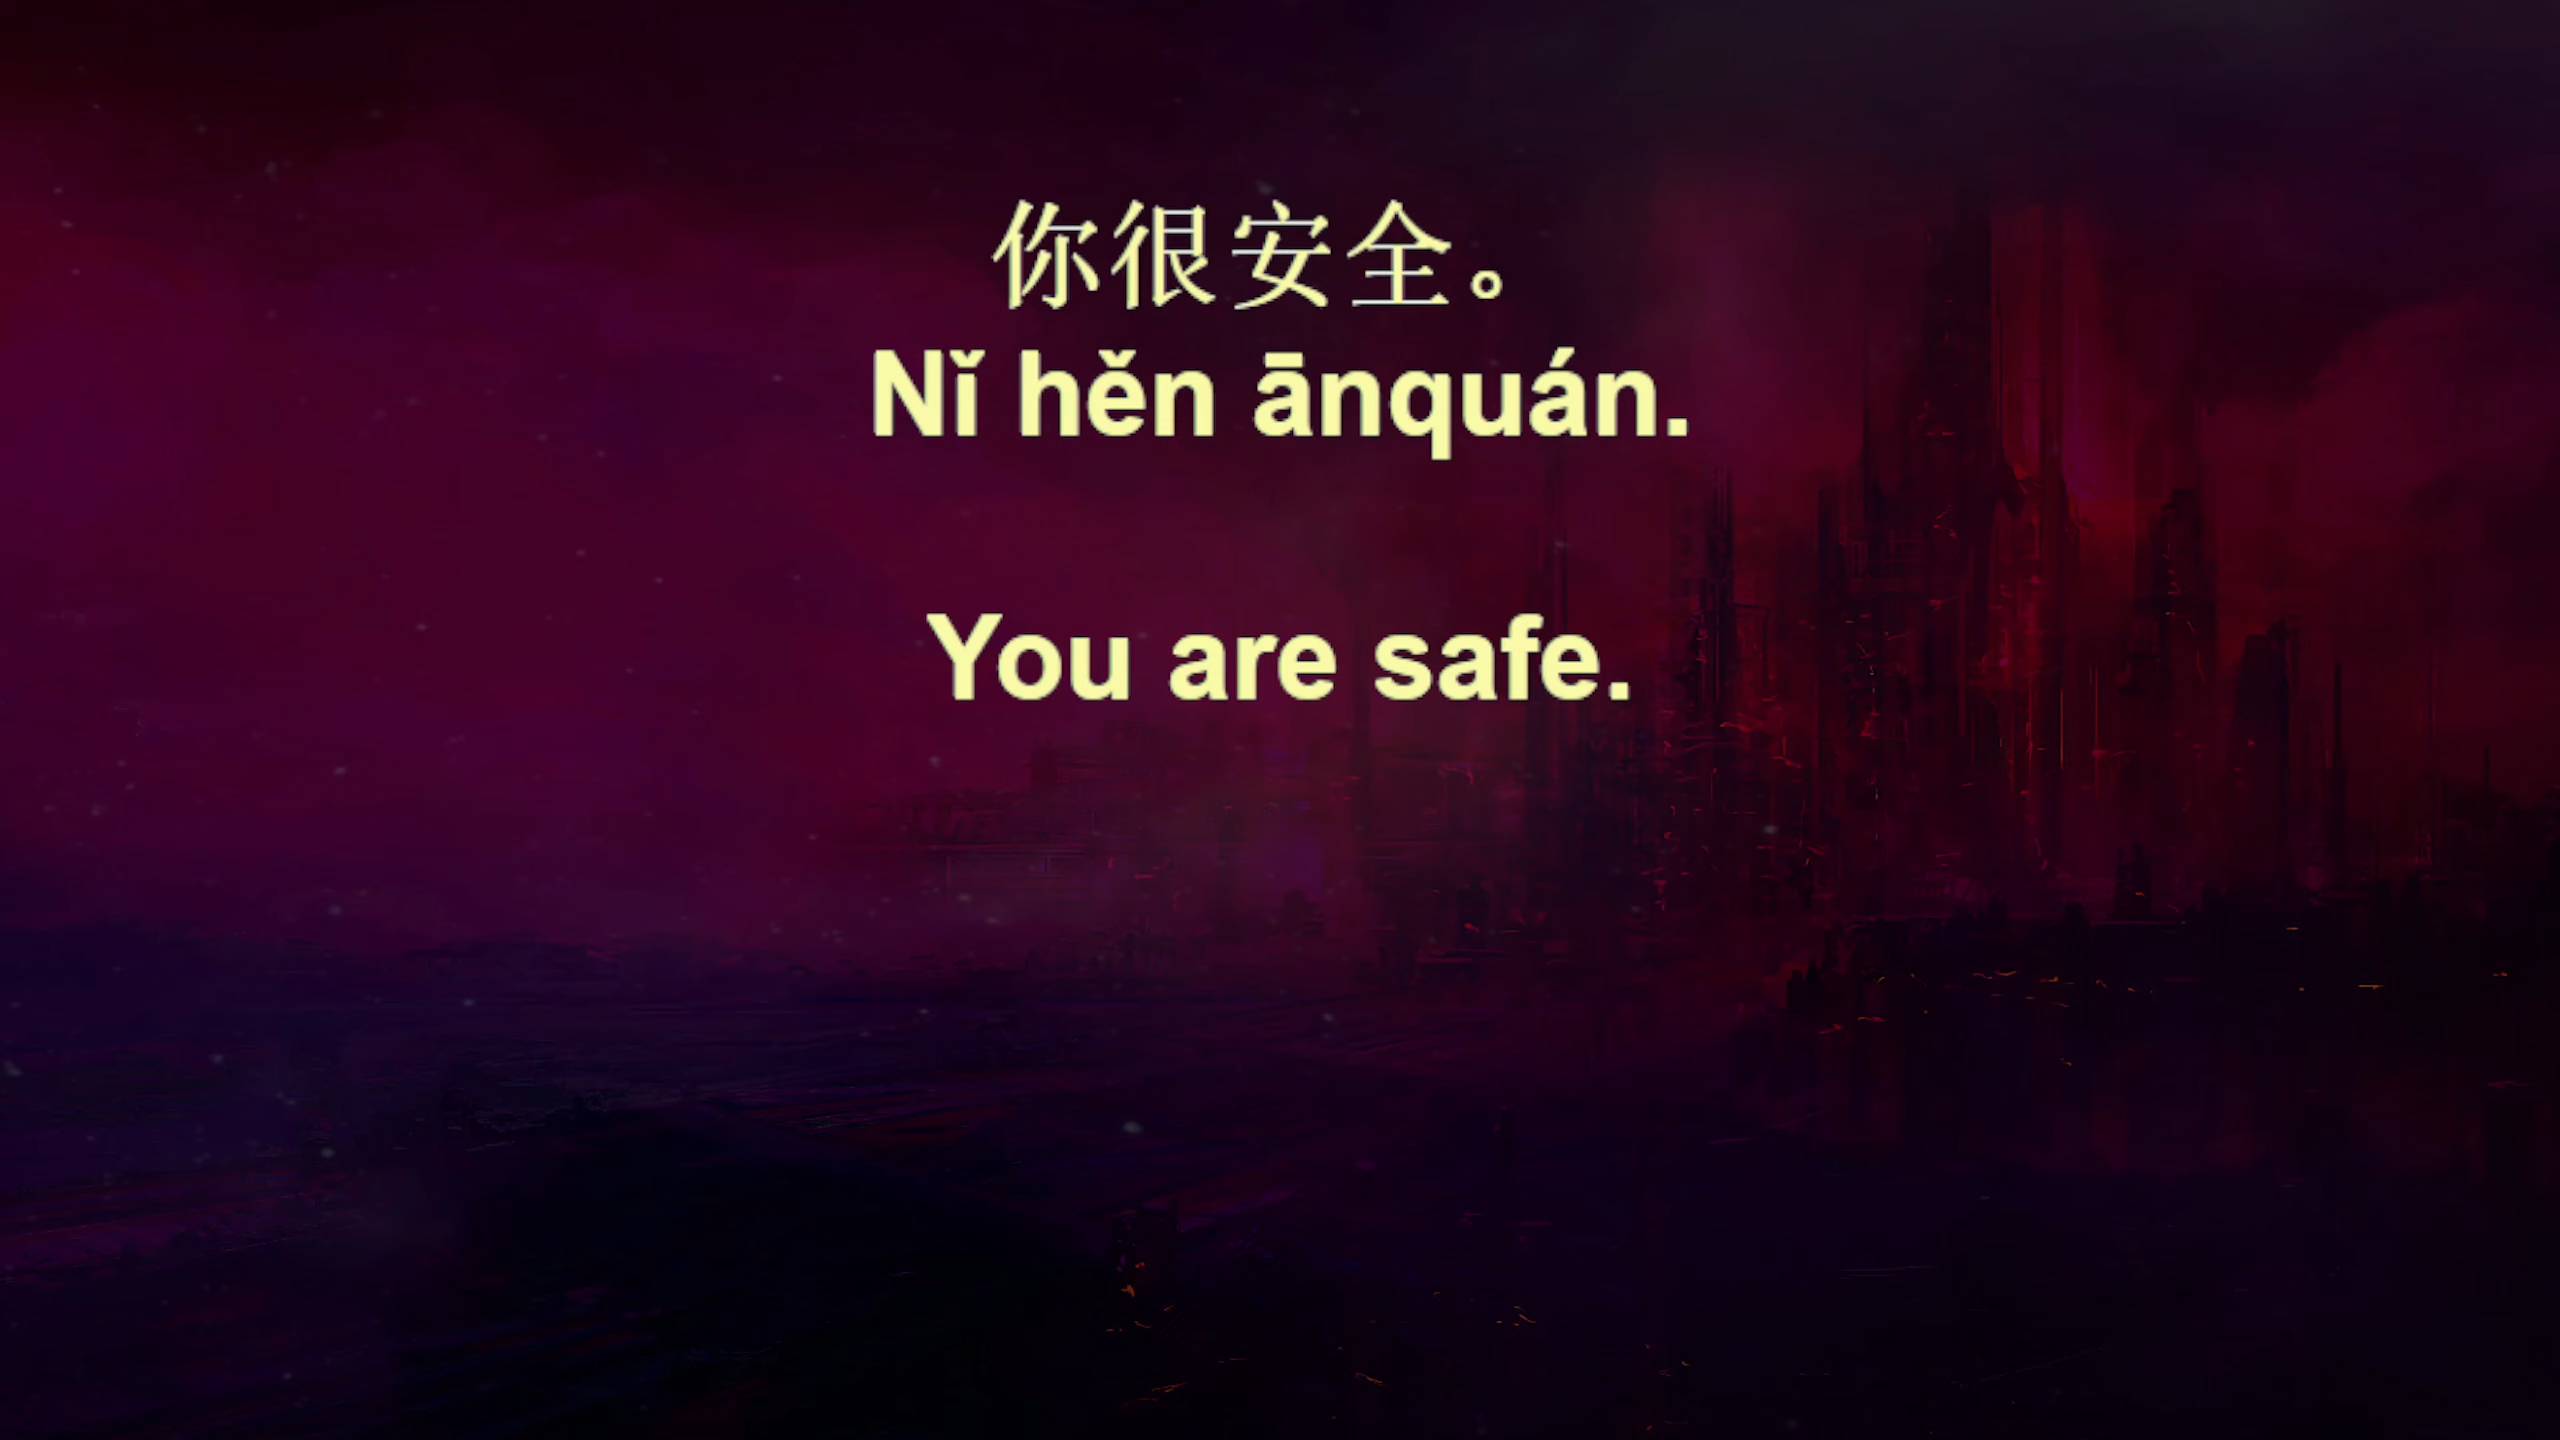 你很安全。
Nǐ hěn ānquán.
You are safe.